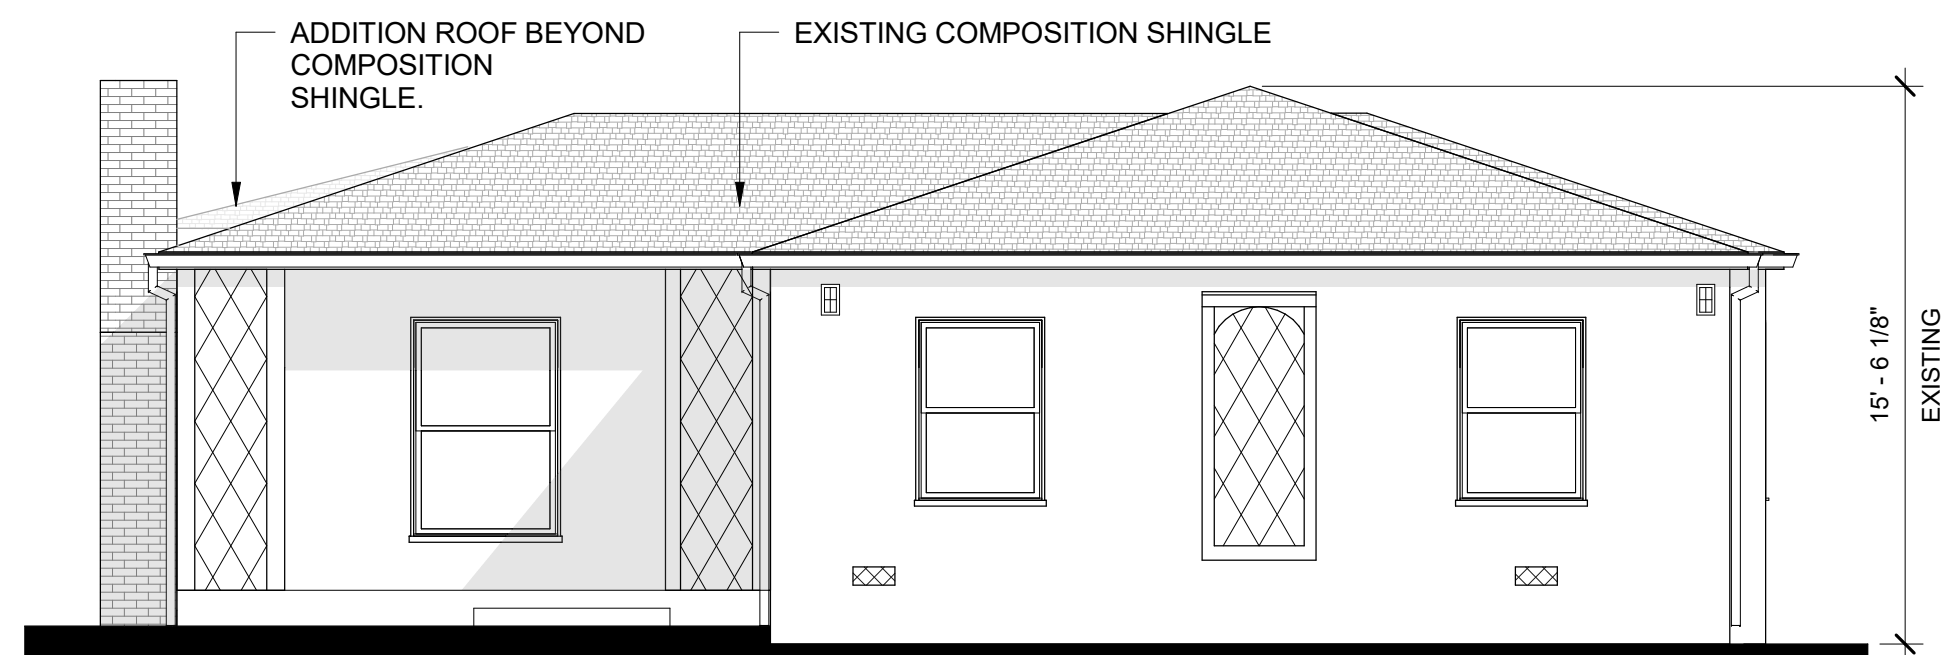 ADDITION ROOF BEYOND
COMPOSITION
SHINGLE.
EXISTING COMPOSITION SHINGLE
15' - 6 1/8"
EXISTING